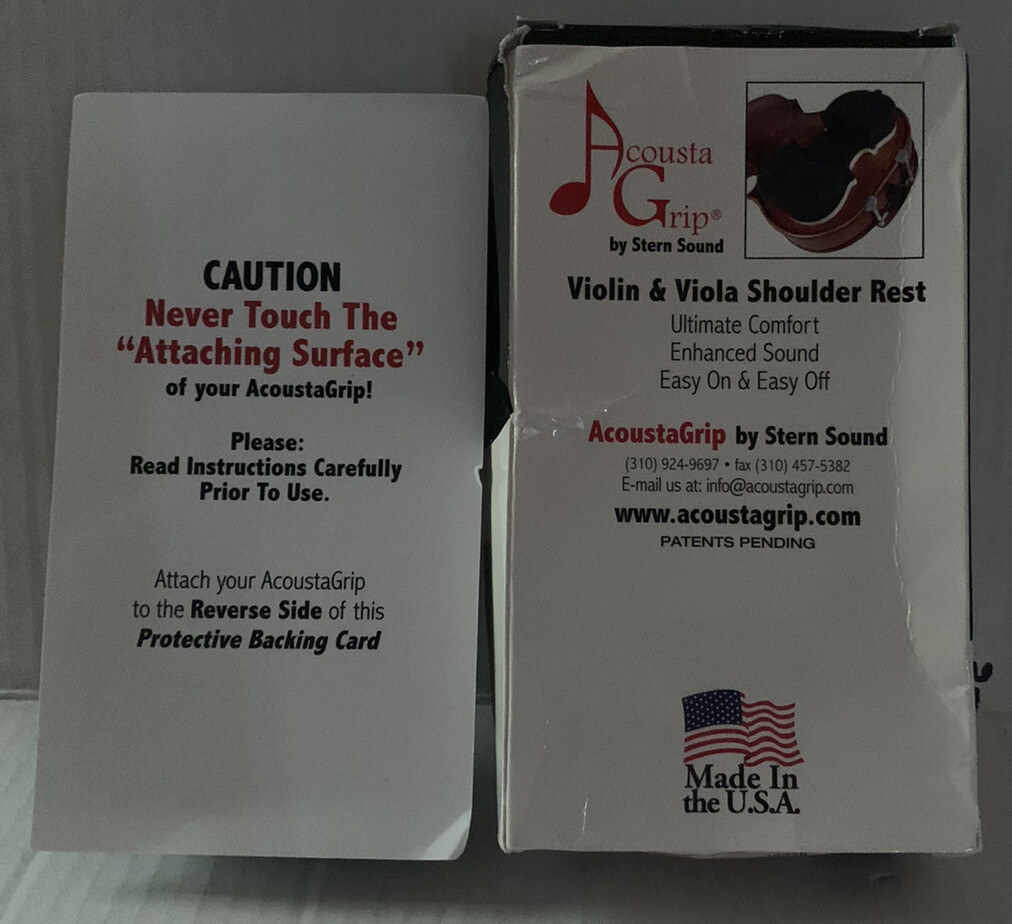 CAUTION
Never Touch The
“Attaching Surface”
of your AcoustaGrip!
Please:
Read Instructions Carefully
Prior To Use.
Attach your AcoustaGrip
to the Reverse Side of this
Protective Backing Card
Acousta
Grip®
by Stern Sound
Violin & Viola Shoulder Rest
Ultimate Comfort
Enhanced Sound
Easy On & Easy Off
AcoustaGrip by Stern Sound
(310) 924-9697 • fax (310) 457-5382
E-mail us at: info@acoustagrip.com
www.acoustagrip.com
PATENTS PENDING
Made In
the U.S.A.